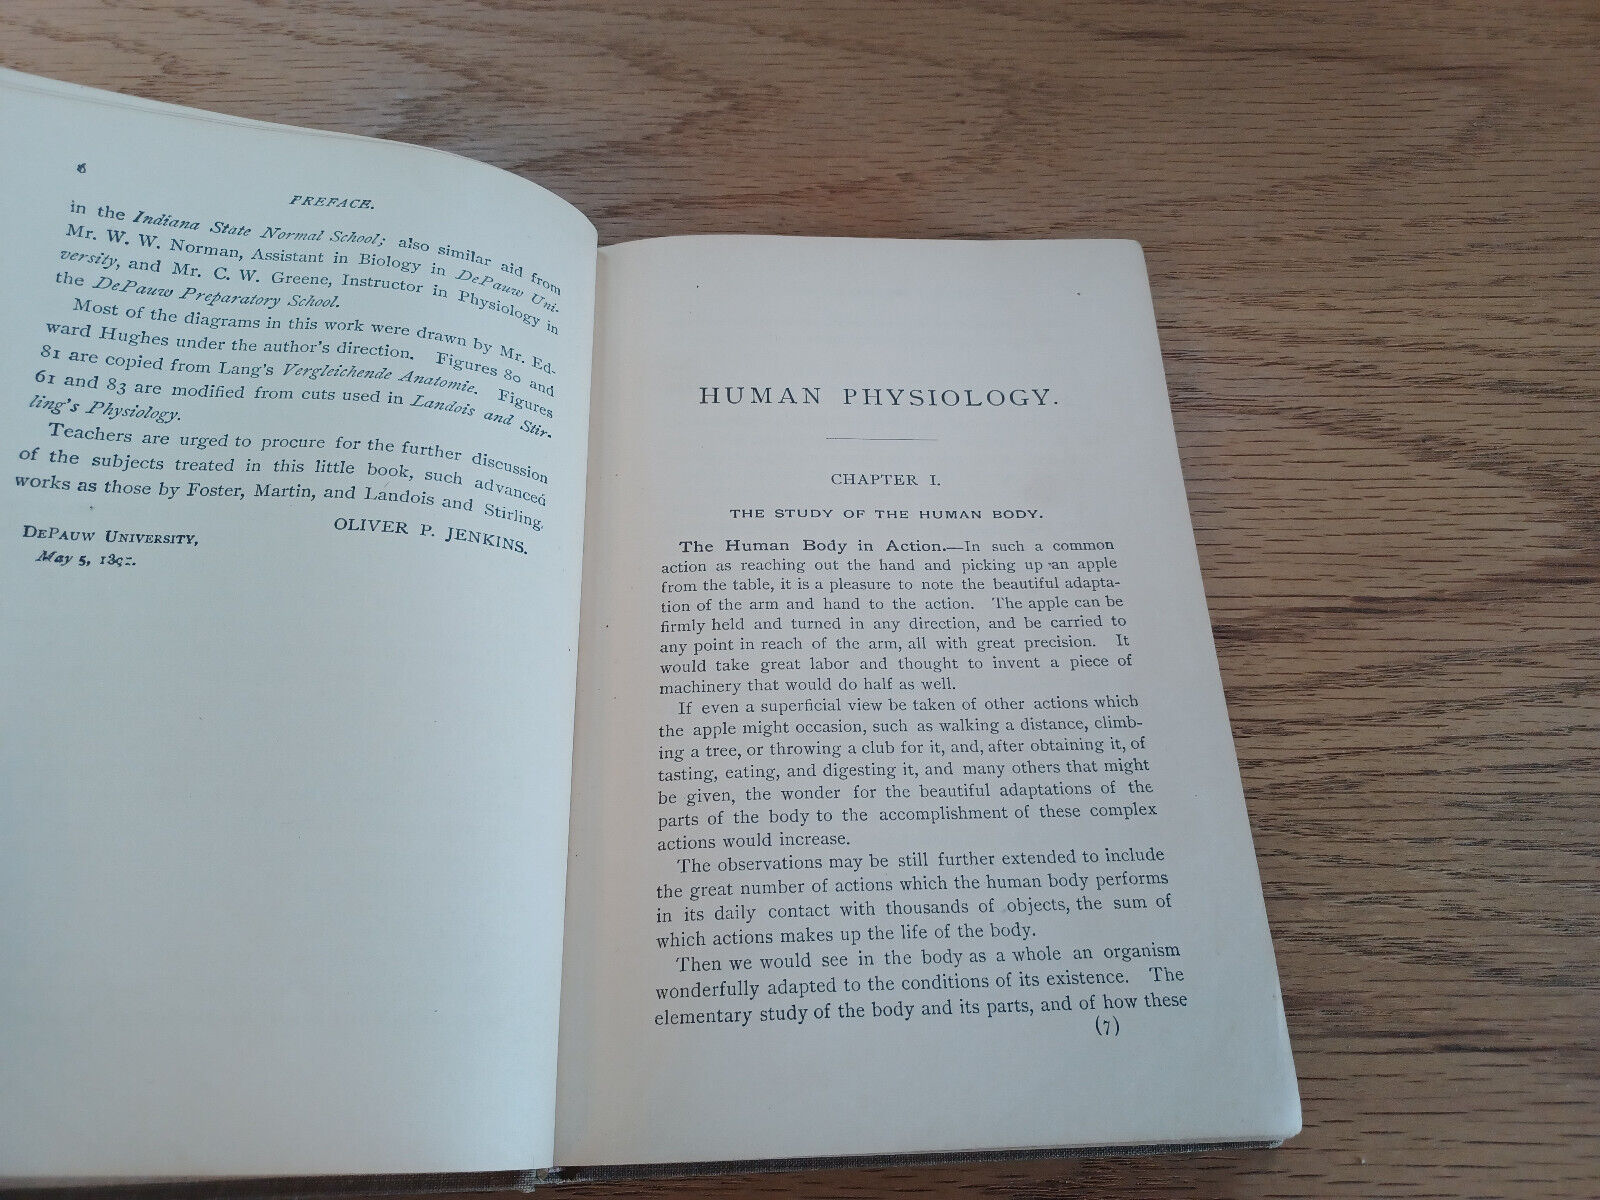 6
PREFACE.
in the Indiana State Normal School; also similar aid from
Mr. W. W. Norman, Assistant in Biology in DePauw Uni-
versity, and Mr. C. W. Greene, Instructor in Physiology in
the DePauw Preparatory School.
Most of the diagrams in this work were drawn by Mr. Ed-
ward Hughes under the author's direction. Figures 80 and
81 are copied from Lang's Vergleichende Anatomie. Figures
61 and 83 are modified from cuts used in Landois and Stir-
ling's Physiology.
Teachers are urged to procure for the further discussion
of the subjects treated in this little book, such advanced
works as those by Foster, Martin, and Landois and Stirling.
OLIVER P. JENKINS.
DEPAUW UNIVERSITY,
May 5,
HUMAN PHYSIOLOGY.
CHAPTER I.
THE STUDY OF THE HUMAN BODY.
The Human Body in Action.—In such a common
action as reaching out the hand and picking up an apple
from the table, it is a pleasure to note the beautiful adapta-
tion of the arm and hand to the action. The apple can be
firmly held and turned in any direction, and be carried to
any point in reach of the arm, all with great precision. It
would take great labor and thought to invent a piece of
machinery that would do half as well.
If even a superficial view be taken of other actions which
the apple might occasion, such as walking a distance, climb-
ing a tree, or throwing a club for it, and, after obtaining it, of
tasting, eating, and digesting it, and many others that might
be given, the wonder for the beautiful adaptations of the
parts of the body to the accomplishment of these complex
actions would increase.
The observations may be still further extended to include
the great number of actions which the human body performs
in its daily contact with thousands of objects, the sum of
which actions makes up the life of the body.
Then we would see in the body as a whole an organism
wonderfully adapted to the conditions of its existence. The
elementary study of the body and its parts, and of how these
(7)